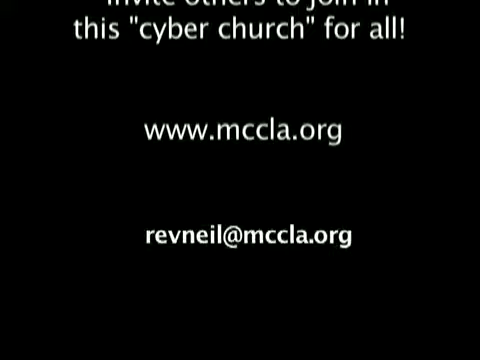 invite others to join in
this "cyber church" for all!
www.mccla.org
revneil@mccla.org